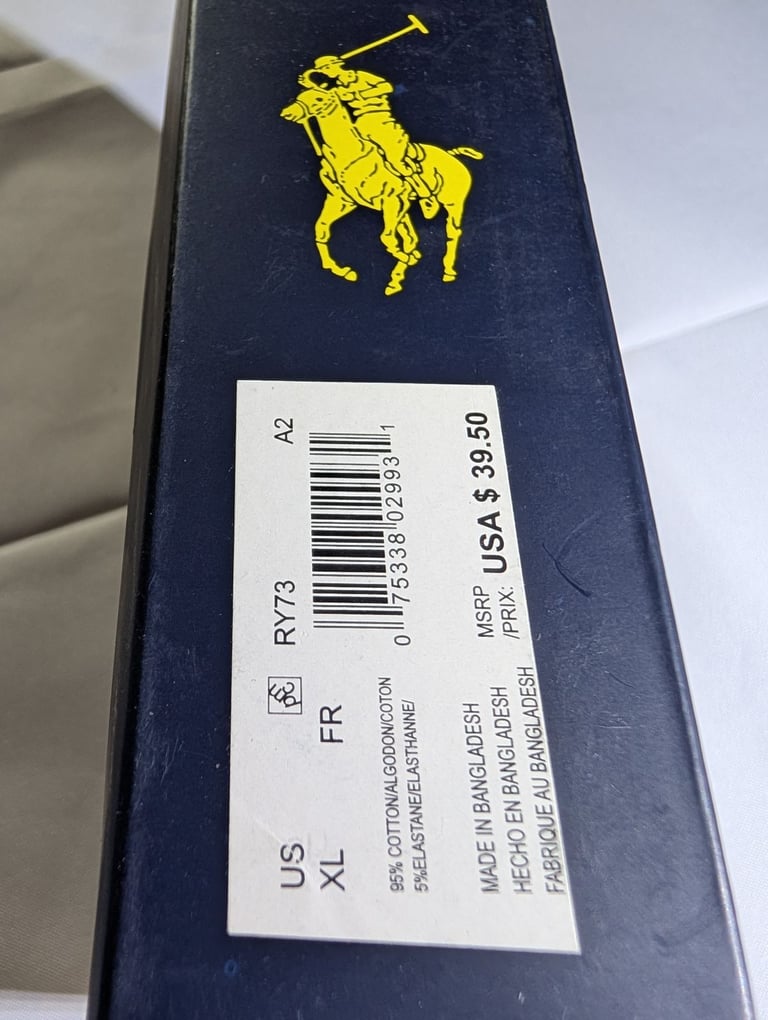 US
XL
FR
RY73
A2
0 75338 02993 1
95% COTTON/ALGODON/COTON
5%ELASTANE/ELASTHANNE/
MADE IN BANGLADESH
HECHO EN BANGLADESH
FABRIQUE AU BANGLADESH
MSRP
/PRIX: USA $ 39.50